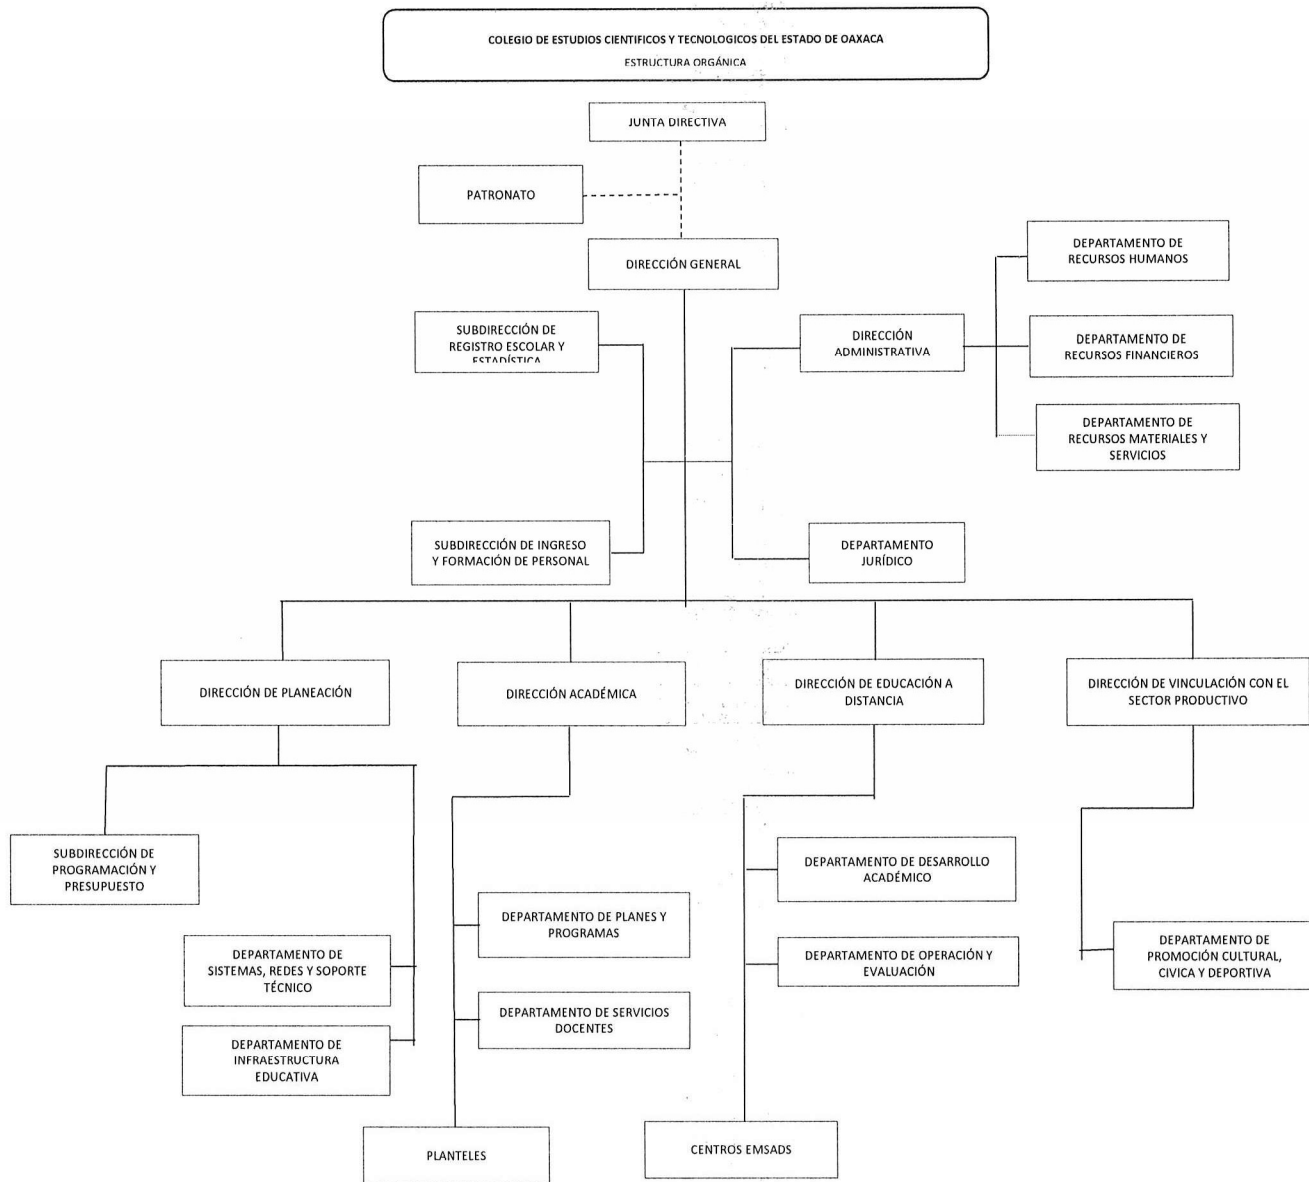 COLEGIO DE ESTUDIOS CIENTIFICOS Y TECNOLOGICOS DEL ESTADO DE OAXACA
ESTRUCTURA ORGÁNICA
JUNTA DIRECTIVA
PATRONATO
DIRECCIÓN GENERAL
DEPARTAMENTO DE
RECURSOS HUMANOS
SUBDIRECCIÓN DE
REGISTRO ESCOLAR Y
ESTADÍSTICA
DIRECCIÓN
ADMINISTRATIVA
DEPARTAMENTO DE
RECURSOS FINANCIEROS
DEPARTAMENTO DE
RECURSOS MATERIALES Y
SERVICIOS
SUBDIRECCIÓN DE INGRESO
Y FORMACIÓN DE PERSONAL
DEPARTAMENTO
JURÍDICO
DIRECCIÓN DE PLANEACIÓN
DIRECCIÓN ACADÉMICA
DIRECCIÓN DE EDUCACIÓN A
DISTANCIA
DIRECCIÓN DE VINCULACIÓN CON EL
SECTOR PRODUCTIVO
SUBDIRECCIÓN DE
PROGRAMACIÓN Y
PRESUPUESTO
DEPARTAMENTO DE
SISTEMAS, REDES Y SOPORTE
TÉCNICO
DEPARTAMENTO DE
INFRAESTRUCTURA
EDUCATIVA
DEPARTAMENTO DE PLANES Y
PROGRAMAS
DEPARTAMENTO DE SERVICIOS
DOCENTES
PLANTELES
DEPARTAMENTO DE DESARROLLO
ACADÉMICO
DEPARTAMENTO DE OPERACIÓN Y
EVALUACIÓN
CENTROS EMSADS
DEPARTAMENTO DE
PROMOCIÓN CULTURAL,
CIVICA Y DEPORTIVA